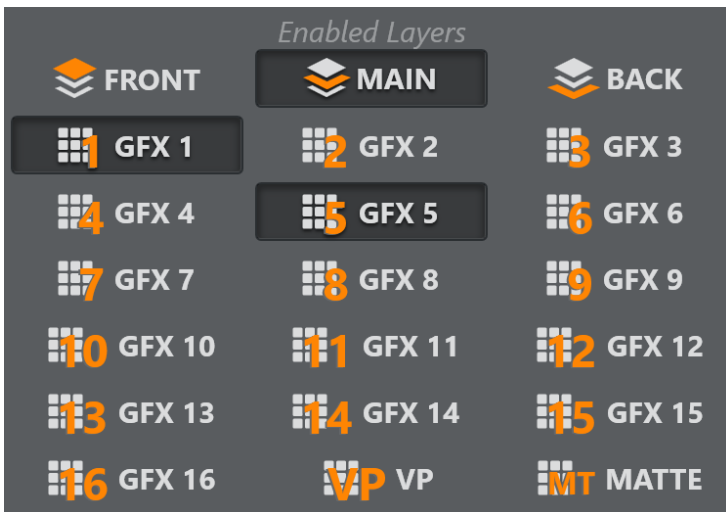 Enabled Layers
FRONT MAIN BACK
1 GFX 1 2 GFX 2 3 GFX 3
4 GFX 4 5 GFX 5 6 GFX 6
7 GFX 7 8 GFX 8 9 GFX 9
10 GFX 10 11 GFX 11 12 GFX 12
13 GFX 13 14 GFX 14 15 GFX 15
16 GFX 16 VP VP MT MATTE